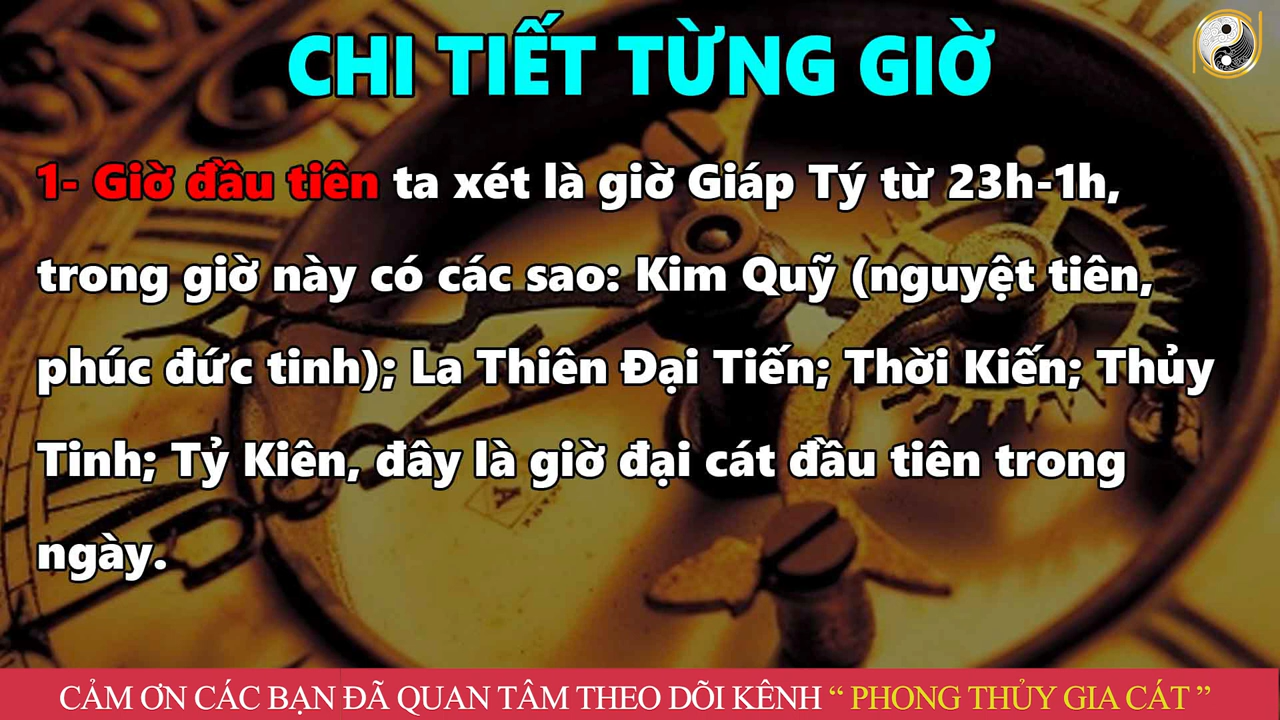 CHI TIẾT TỪNG GIỜ
1- Giờ đầu tiên ta xét là giờ Giáp Tý từ 23h-1h,
trong giờ này có các sao: Kim Quỹ (nguyệt tiên,
phúc đức tinh); La Thiên Đại Tiến; Thời Kiến; Thủy
Tinh; Tỷ Kiên, đây là giờ đại cát đầu tiên trong
ngày.
CẢM ƠN CÁC BẠN ĐÃ QUAN TÂM THEO DÕI KÊNH “ PHONG THỦY GIA CÁT ”